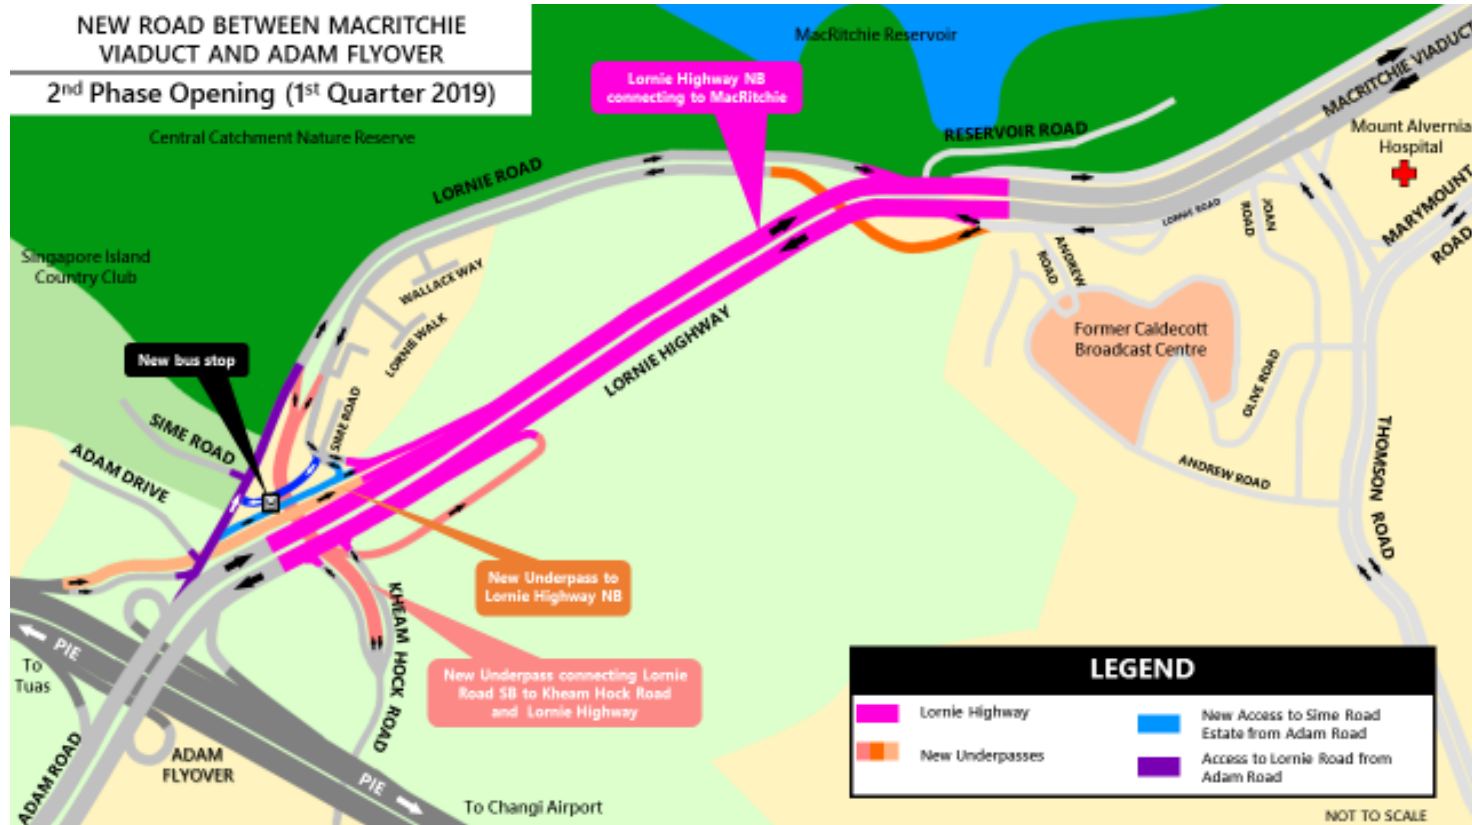 NEW ROAD BETWEEN MACRITCHIE
VIADUCT AND ADAM FLYOVER
2nd Phase Opening (1st Quarter 2019)
MacRitchie Reservoir
Lornie Highway NB
connecting to MacRitchie
MACRITCHIE VIADUCT
Central Catchment Nature Reserve
RESERVOIR ROAD
Mount Alvernia
Hospital
LORNIE ROAD
MARYMOUNT
ROAD
LORNIE ROAD
JOAN
ROAD
ANDREW
ROAD
Singapore Island
Country Club
WALLACE WAY
LORNIE WALK
LORNIE HIGHWAY
Former Caldecott
Broadcast Centre
New bus stop
OLIVE ROAD
SIME ROAD
SIME ROAD
ADAM DRIVE
THOMSON ROAD
ANDREW ROAD
New Underpass to
Lornie Highway NB
KHEAM HOCK ROAD
PIE
To
Tuas
New Underpass connecting Lornie
Road SB to Kheam Hock Road
and Lornie Highway
ADAM ROAD
ADAM
FLYOVER
PIE
To Changi Airport
LEGEND
Lornie Highway
New Underpasses
New Access to Sime Road
Estate from Adam Road
Access to Lornie Road from
Adam Road
NOT TO SCALE